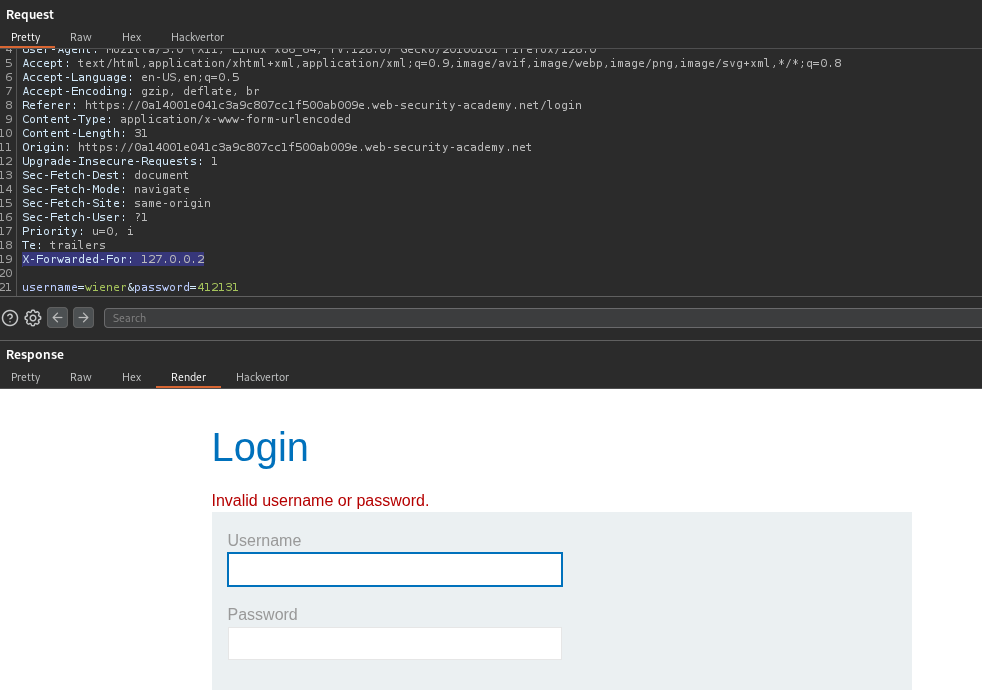 Request
Pretty Raw Hex Hackvertor
4 User-Agent: Mozilla/5.0 (X11; Linux x86_64; rv:128.0) Gecko/20100101 Firefox/128.0
5 Accept: text/html,application/xhtml+xml,application/xml;q=0.9,image/avif,image/webp,image/png,image/svg+xml,*/*;q=0.8
6 Accept-Language: en-US,en;q=0.5
7 Accept-Encoding: gzip, deflate, br
8 Referer: https://0a14001e041c3a9c807cc1f500ab009e.web-security-academy.net/login
9 Content-Type: application/x-www-form-urlencoded
10 Content-Length: 31
11 Origin: https://0a14001e041c3a9c807cc1f500ab009e.web-security-academy.net
12 Upgrade-Insecure-Requests: 1
13 Sec-Fetch-Dest: document
14 Sec-Fetch-Mode: navigate
15 Sec-Fetch-Site: same-origin
16 Sec-Fetch-User: ?1
17 Priority: u=0, i
18 Te: trailers
19 X-Forwarded-For: 127.0.0.2
20
21 username=wiener&password=412131
Search
Response
Pretty Raw Hex Render Hackvertor
Login
Invalid username or password.
Username
Password